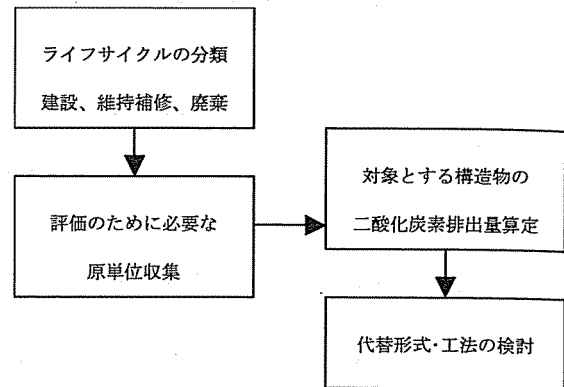 ライフサイクルの分類
建設、維持補修、廃棄
評価のために必要な
原単位収集
対象とする構造物の
二酸化炭素排出量算定
代替形式・工法の検討